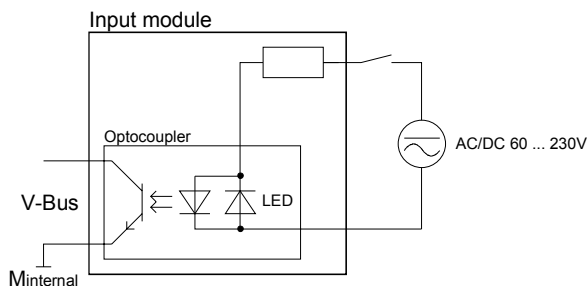 Input module
Optocoupler
AC/DC 60 ... 230V
V-Bus
LED
Minternal